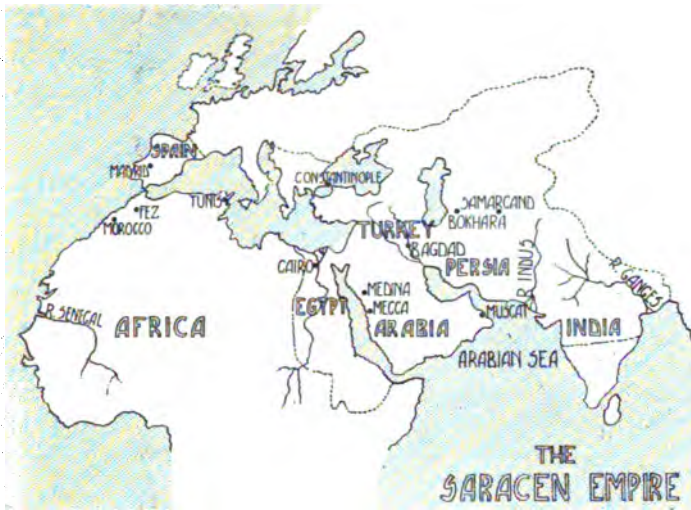 SPAIN
MADRID
CONSTANTINOPLE
TUNIS
FEZ
MOROCCO
SAMARCAND
BOKHARA
TURKEY
BAGDAD
PERSIA
CAIRO
EGYPT
MEDINA
MECCA
ARABIA
MUSCAT
R. INDUS
R. GANGES
INDIA
R. SENEGAL
AFRICA
ARABIAN SEA
THE
SARACEN EMPIRE